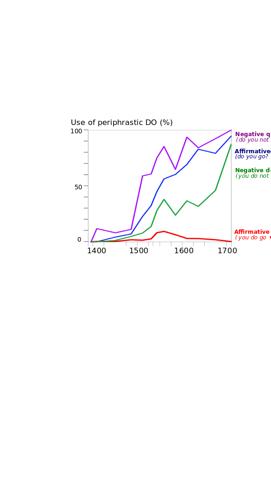 Use of periphrastic DO (%)
100
50
0
1400
1500
1600
1700
Negative q
(do you not
Affirmative
(do you go?
Negative d
(you do not
Affirmative
(you do go